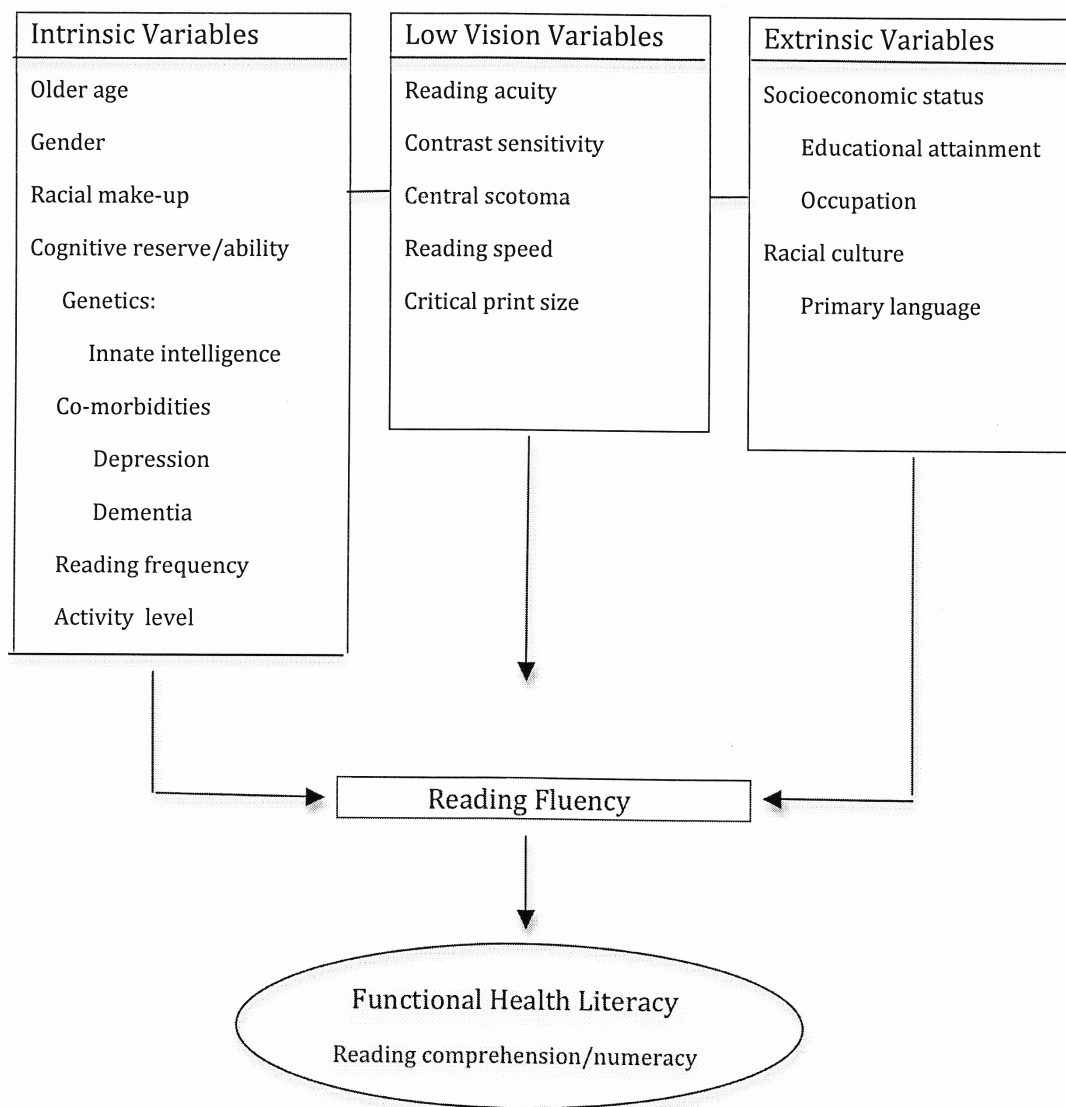 Intrinsic Variables
Older age
Gender
Racial make-up
Cognitive reserve/ability
Genetics:
Innate intelligence
Co-morbidities
Depression
Dementia
Reading frequency
Activity level
Low Vision Variables
Reading acuity
Contrast sensitivity
Central scotoma
Reading speed
Critical print size
Extrinsic Variables
Socioeconomic status
Educational attainment
Occupation
Racial culture
Primary language
Reading Fluency
Functional Health Literacy
Reading comprehension/numeracy